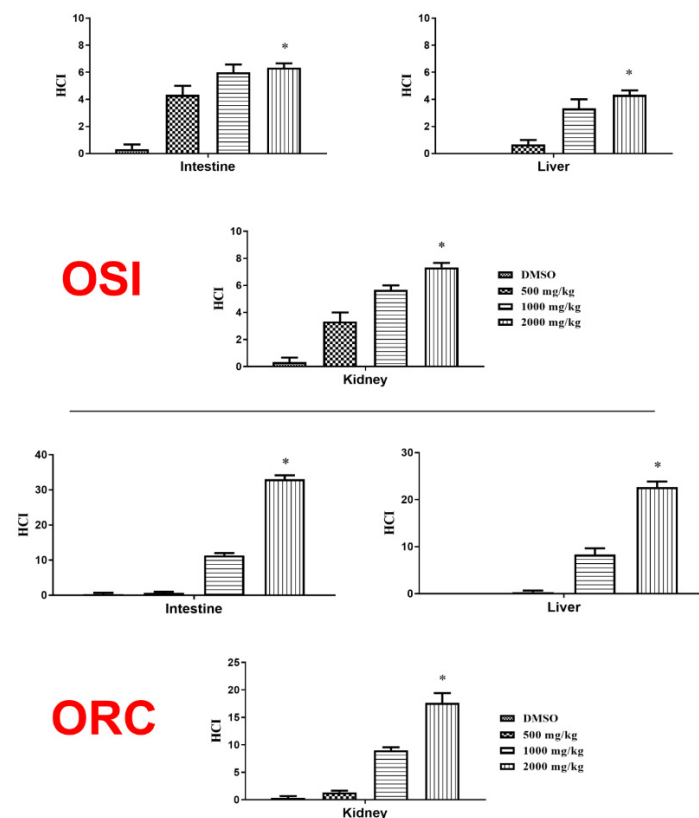 10
8
6
4
2
0
HCI
*
Intestine
10
8
6
4
2
0
HCI
*
Liver
OSI
10
8
6
4
2
0
HCI
*
Kidney
DMSO
500 mg/kg
1000 mg/kg
2000 mg/kg
40
30
20
10
0
HCI
*
Intestine
30
20
10
0
HCI
*
Liver
ORC
25
20
15
10
5
0
HCI
*
Kidney
DMSO
500 mg/kg
1000 mg/kg
2000 mg/kg